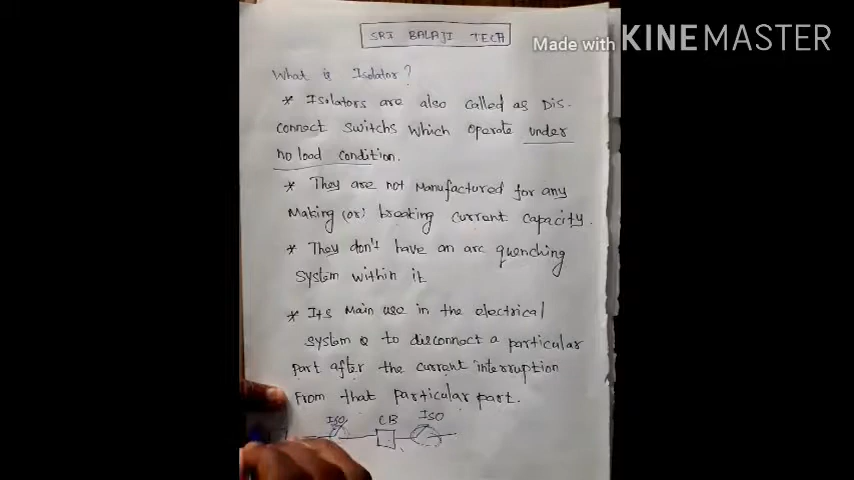 SRI BALAJI TECH
Made with KINEMASTER
What is Isolator?
* Isolators are also called as Dis-
connect switchs which operate under
no load condition.
* They are not Manufactured for any
Making (or) breaking current capacity.
* They don't have an arc quenching
system within it
* Its Main use in the electrical
system is to disconnect a particular
part after the current interruption
From that particular part.
ISO CB ISO